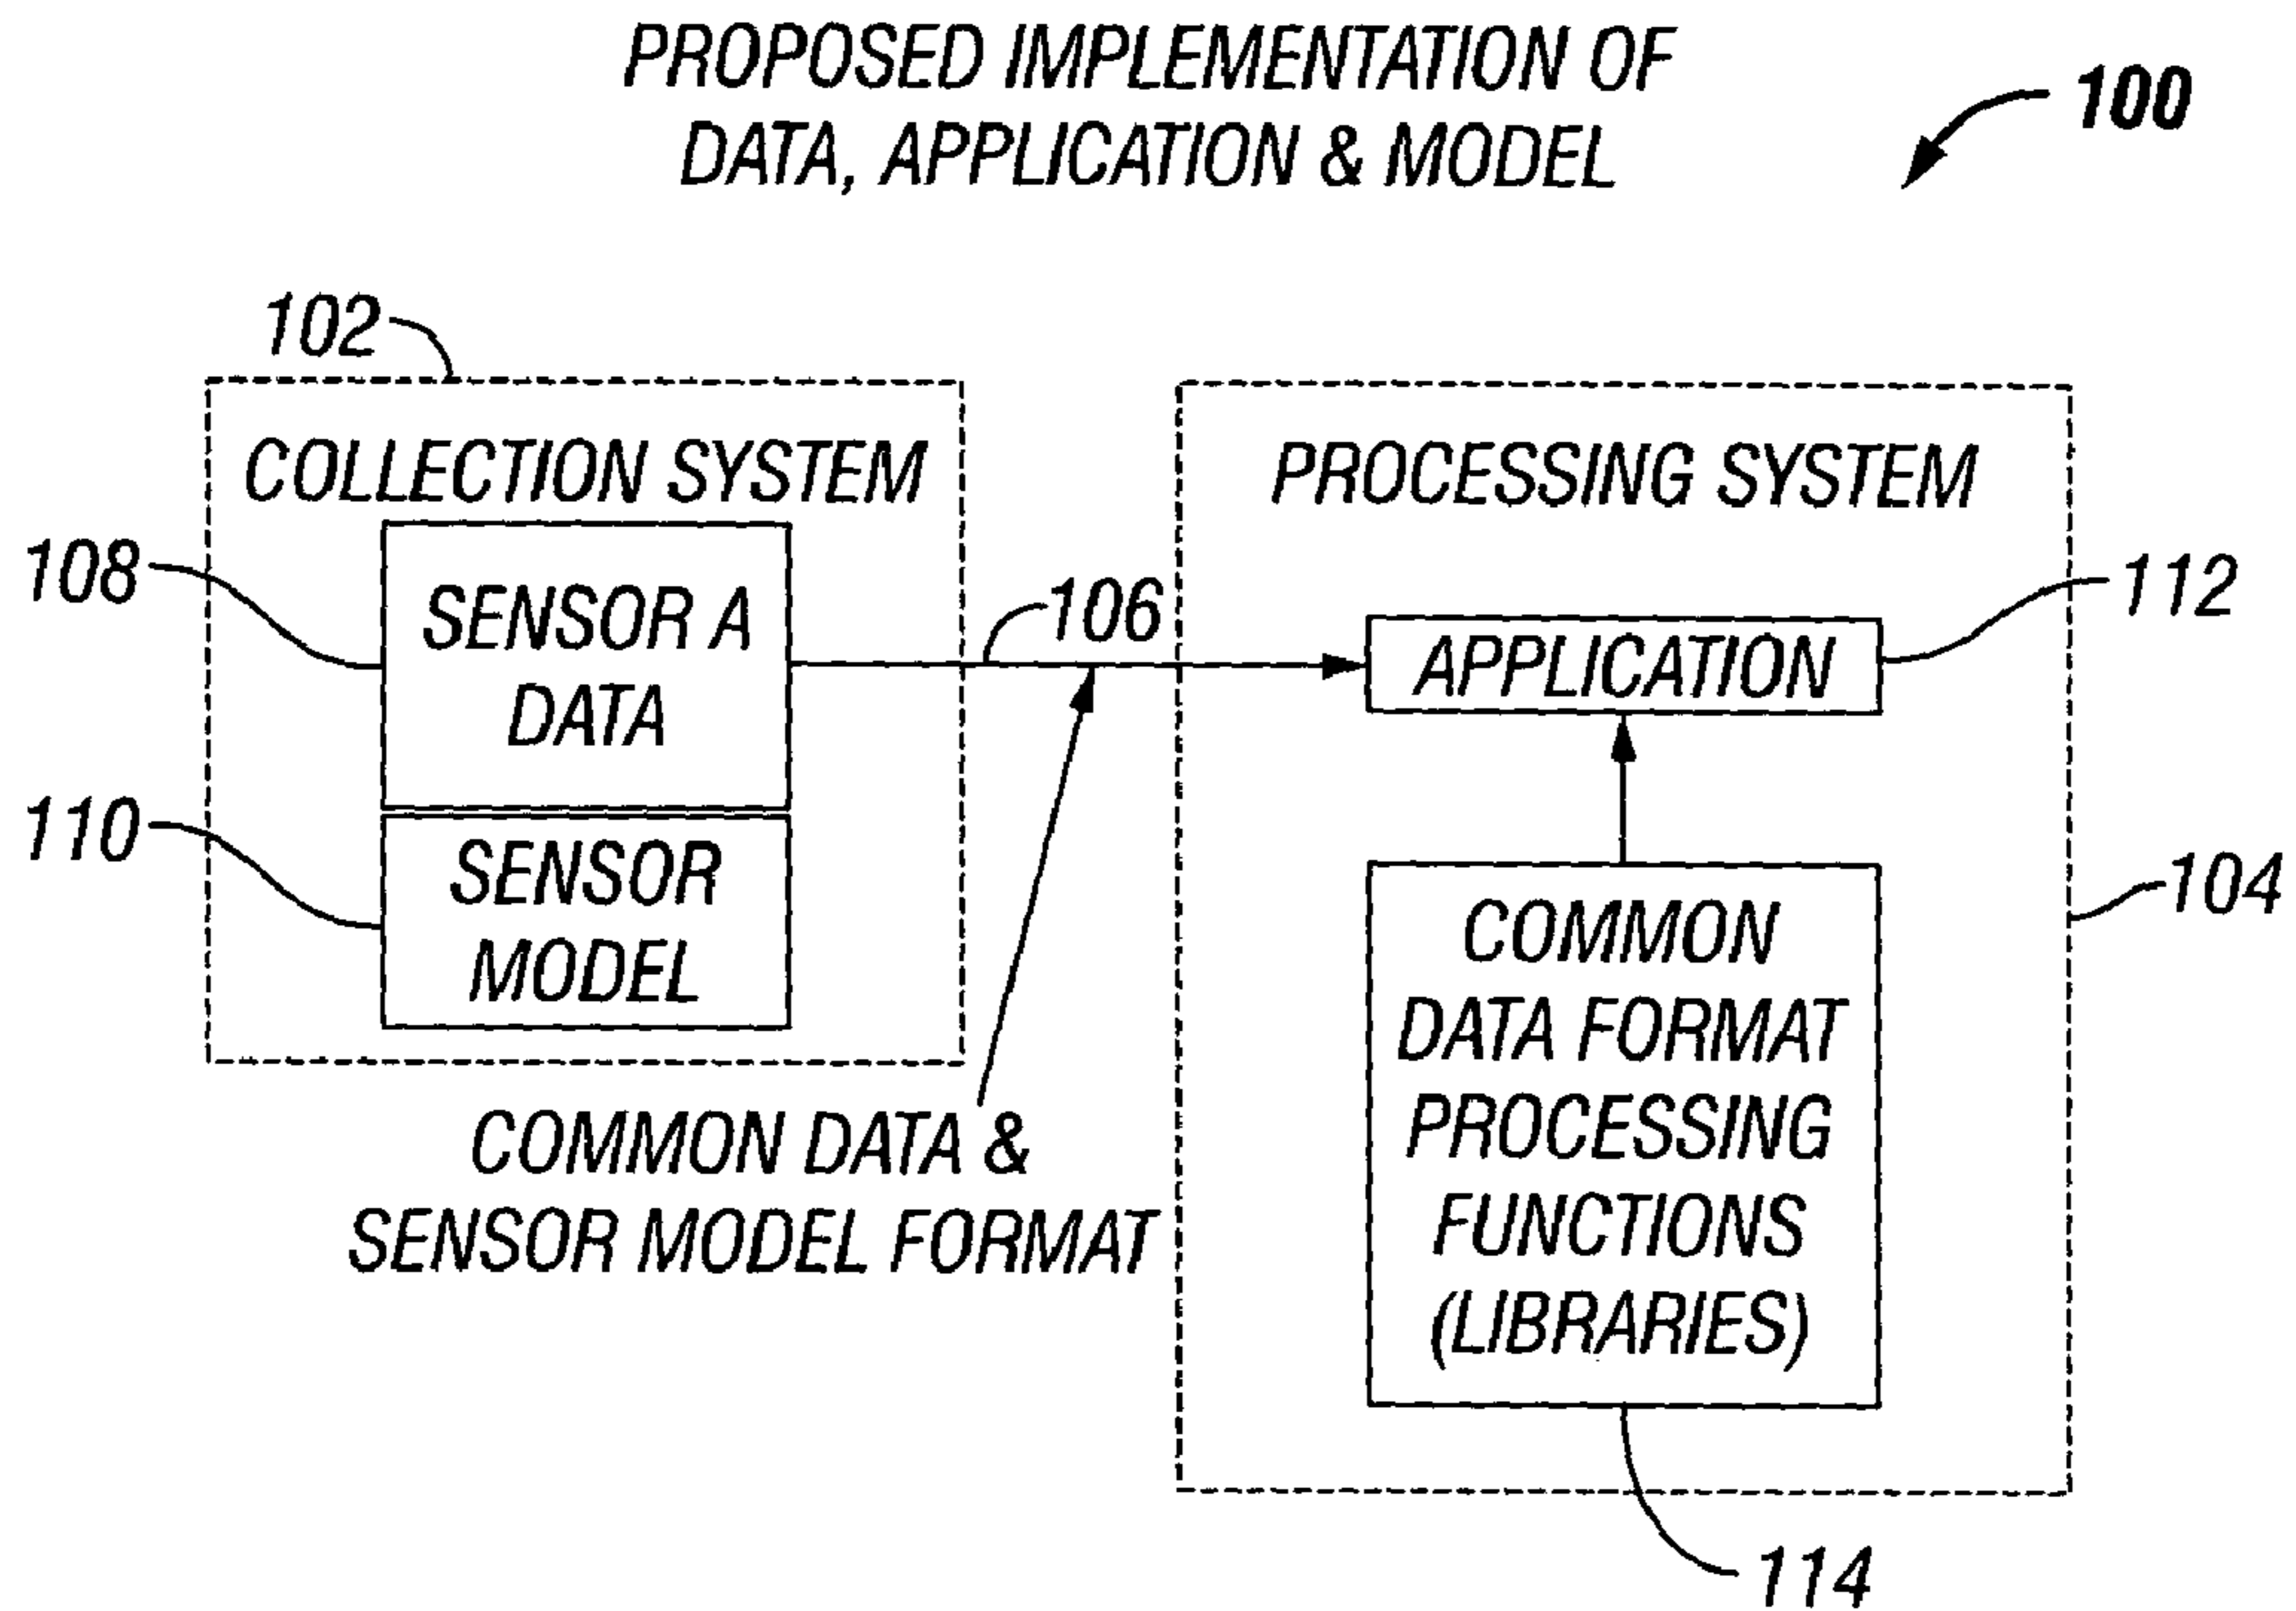 PROPOSED IMPLEMENTATION OF
DATA, APPLICATION & MODEL
100
102
COLLECTION SYSTEM
108
SENSOR A
DATA
110
SENSOR
MODEL
106
COMMON DATA &
SENSOR MODEL FORMAT
PROCESSING SYSTEM
112
APPLICATION
104
COMMON
DATA FORMAT
PROCESSING
FUNCTIONS
(LIBRARIES)
114